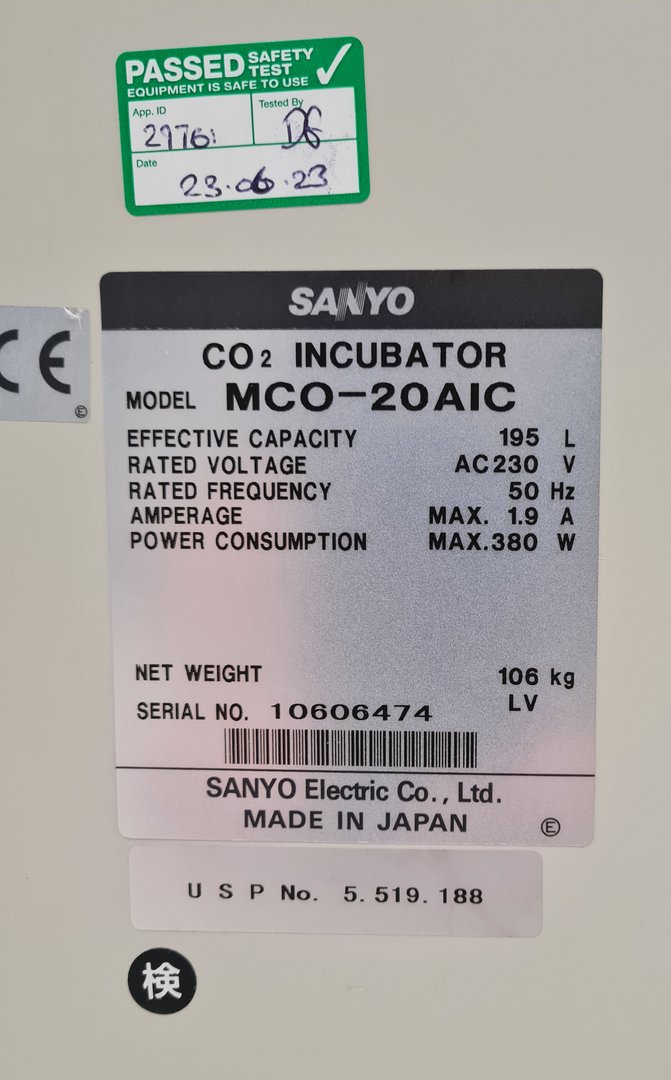 PASSED SAFETY TEST
EQUIPMENT IS SAFE TO USE
App. ID
Tested By
DG
Date
23.06.23
CE
E
SANYO
CO2 INCUBATOR
MODEL MCO-20AIC
EFFECTIVE CAPACITY 195 L
RATED VOLTAGE AC230 V
RATED FREQUENCY 50 Hz
AMPERAGE MAX. 1.9 A
POWER CONSUMPTION MAX.380 W
NET WEIGHT 106 kg
LV
SERIAL NO. 10606474
SANYO Electric Co., Ltd.
MADE IN JAPAN Ⓔ
U S P No. 5.519.188
検